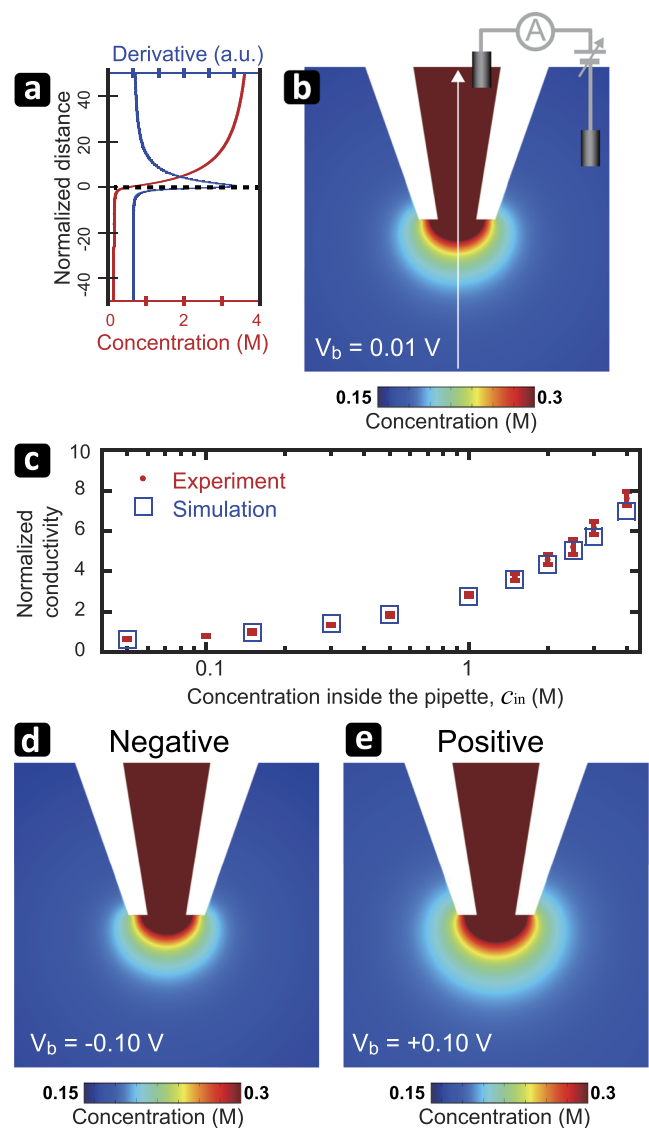 a
Derivative (a.u.)
40
20
0
-20
-40
Normalized distance
0
2
4
Concentration (M)
b
A
V_b = 0.01 V
0.15
0.3
Concentration (M)
c
10
8
6
4
2
0
Normalized
conductivity
Experiment
Simulation
0.1
1
Concentration inside the pipette, c_in (M)
d
Negative
V_b = -0.10 V
0.15
0.3
Concentration (M)
e
Positive
V_b = +0.10 V
0.15
0.3
Concentration (M)